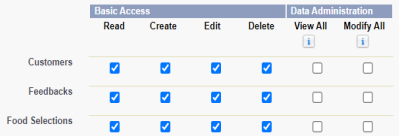 Basic Access Data Administration
Read Create Edit Delete View All Modify All
Customers
Feedbacks
Food Selections